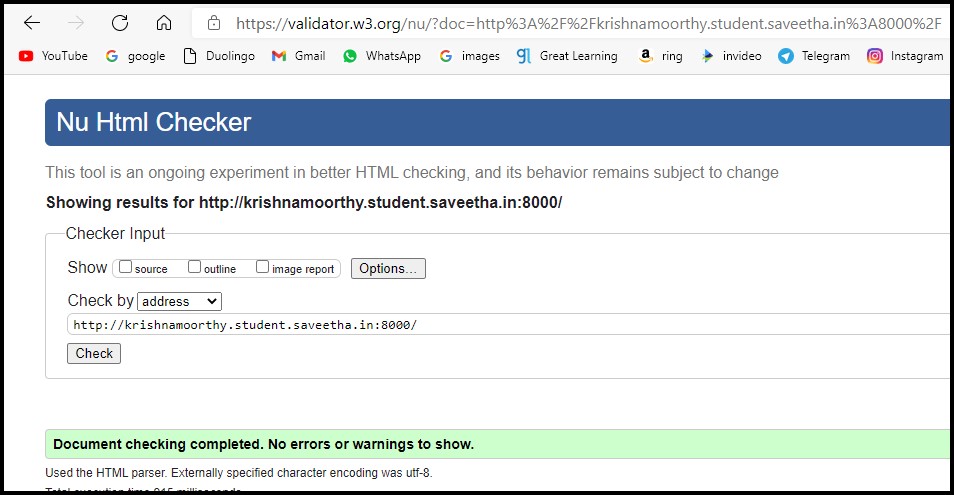 https://validator.w3.org/nu/?doc=http%3A%2F%2Fkrishnamoorthy.student.saveetha.in%3A8000%2F
YouTube google Duolingo Gmail WhatsApp images Great Learning ring invideo Telegram Instagram
Nu Html Checker
This tool is an ongoing experiment in better HTML checking, and its behavior remains subject to change
Showing results for http://krishnamoorthy.student.saveetha.in:8000/
Checker Input
Show source outline image report Options...
Check by address
http://krishnamoorthy.student.saveetha.in:8000/
Check
Document checking completed. No errors or warnings to show.
Used the HTML parser. Externally specified character encoding was utf-8.
Total execution time milliseconds